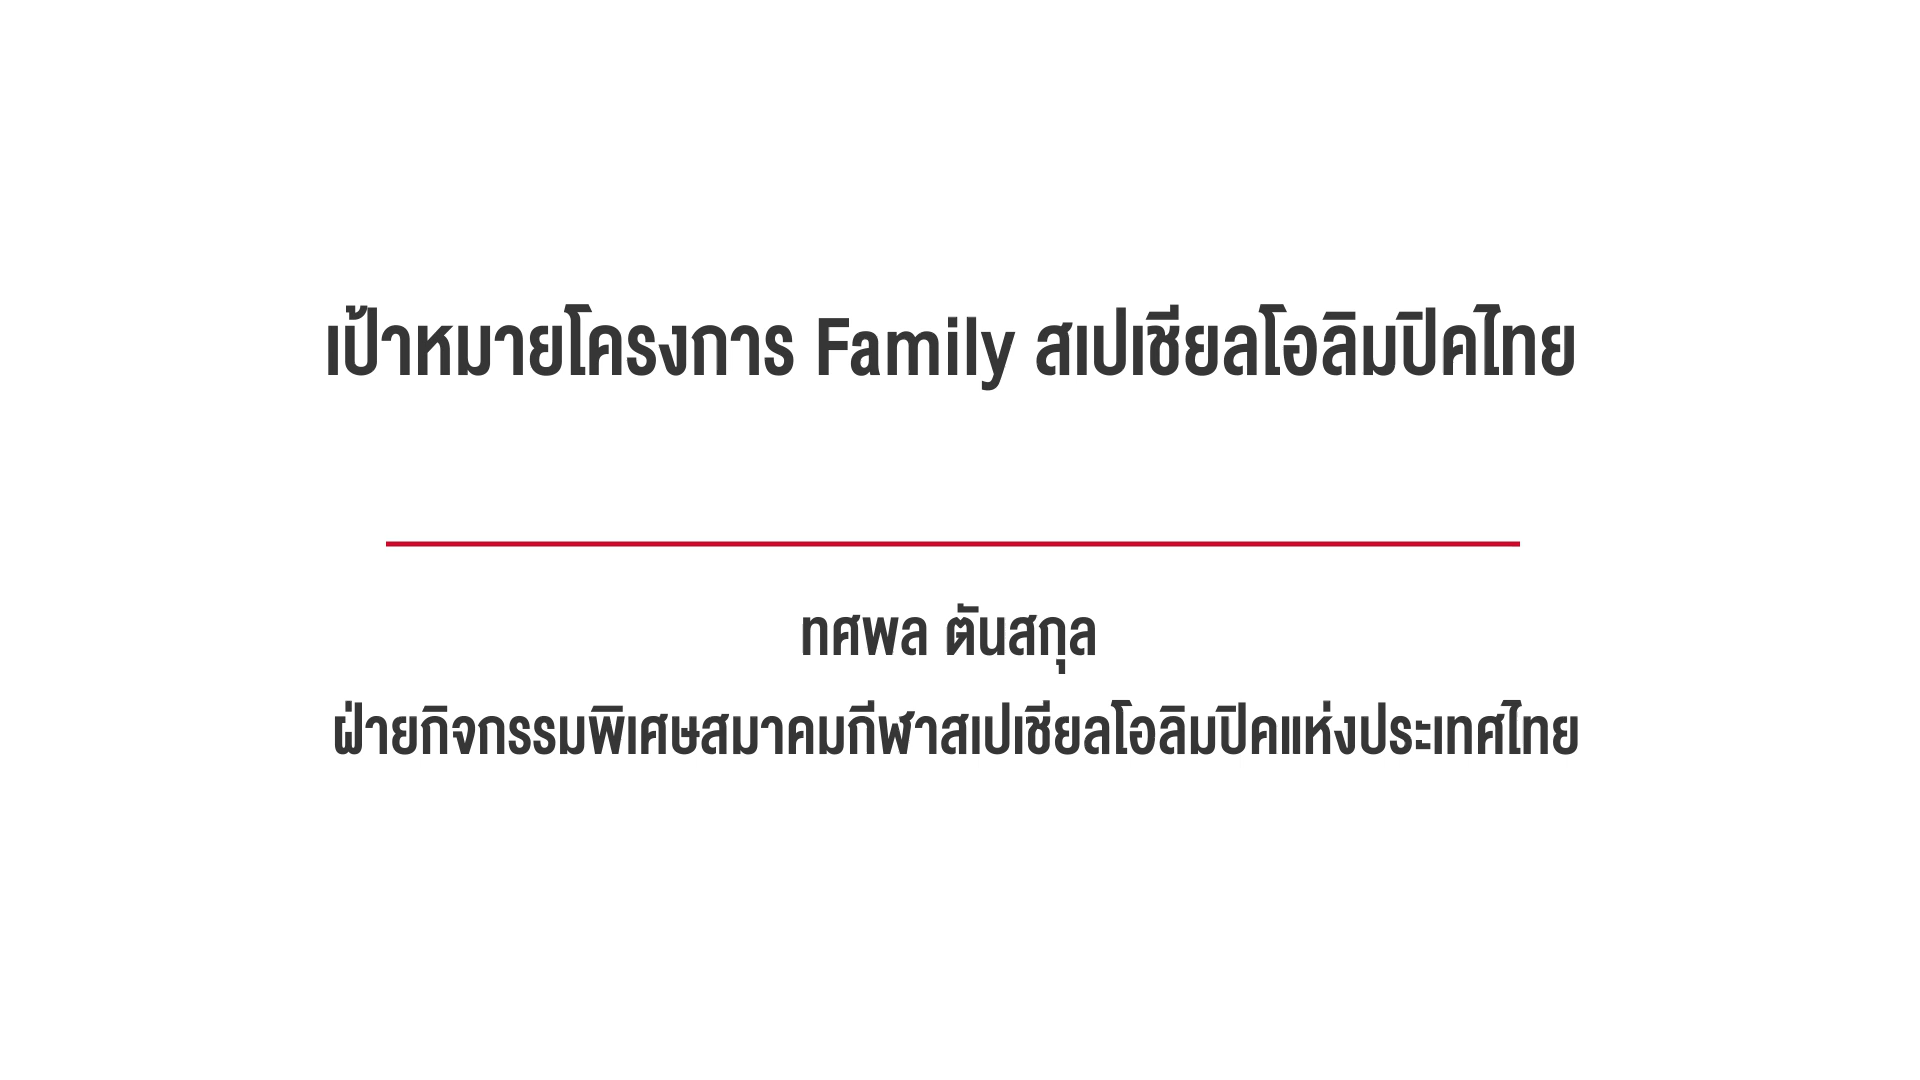 เป้าหมายโครงการ Family สเปเชียลโอลิมปิคไทย
ทศพล ตันสกุล
ฝ่ายกิจกรรมพิเศษสมาคมกีฬาสเปเชียลโอลิมปิคแห่งประเทศไทย